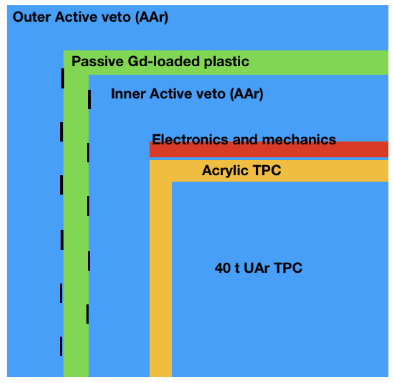 Outer Active veto (AAr)
Passive Gd-loaded plastic
Inner Active veto (AAr)
Electronics and mechanics
Acrylic TPC
40 t UAr TPC